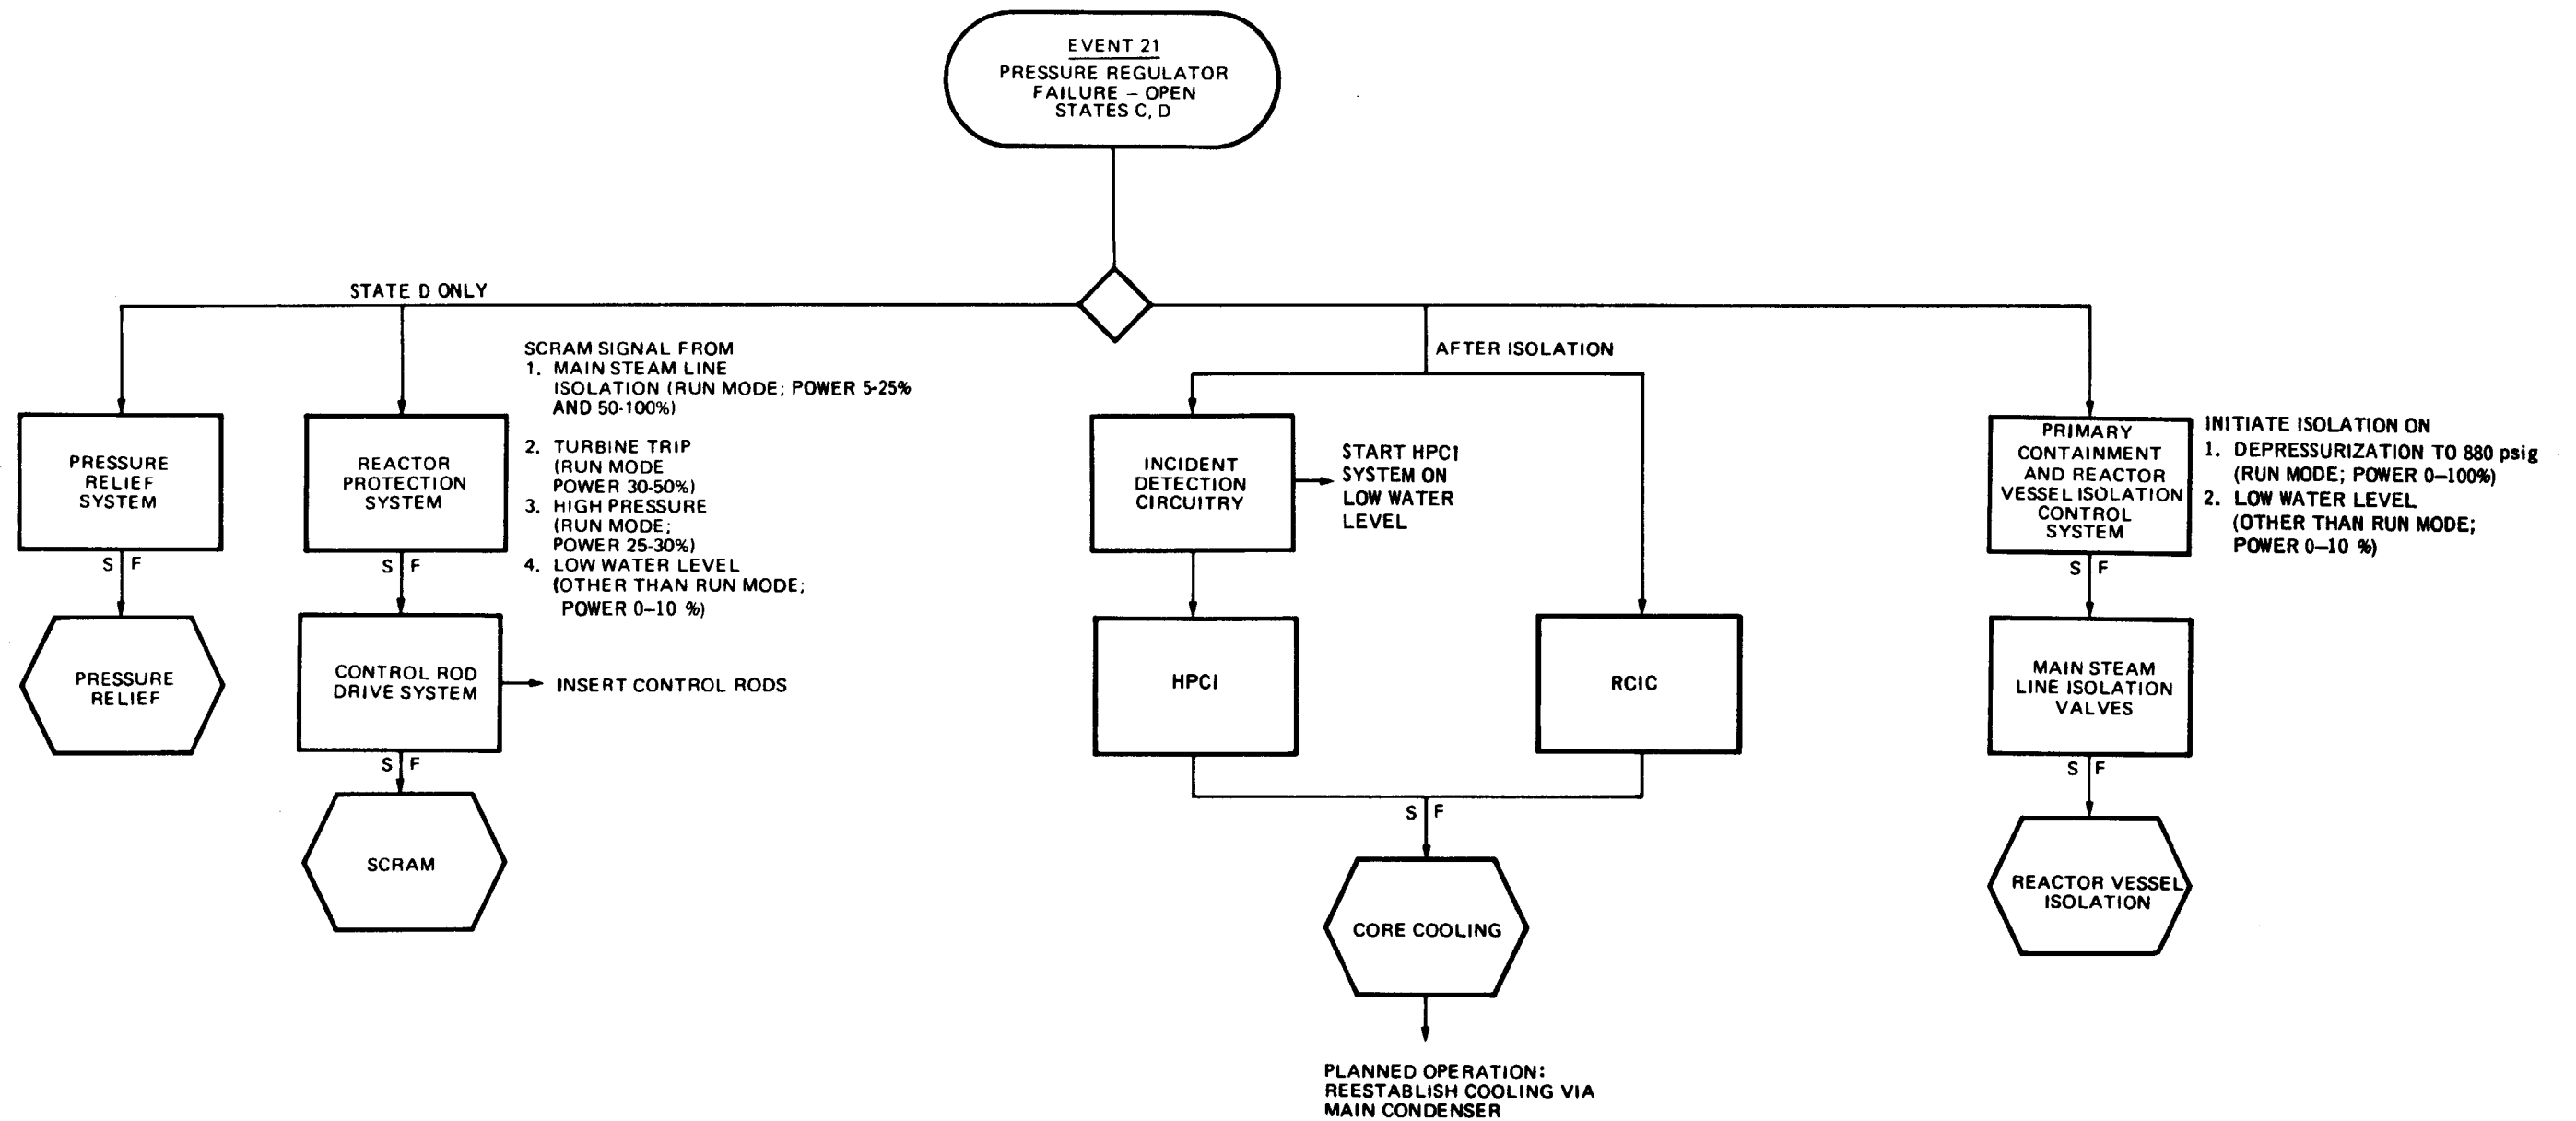 EVENT 21
PRESSURE REGULATOR
FAILURE – OPEN
STATES C, D
STATE D ONLY
SCRAM SIGNAL FROM
1. MAIN STEAM LINE
ISOLATION (RUN MODE; POWER 5-25%
AND 50-100%)
2. TURBINE TRIP
(RUN MODE
POWER 30-50%)
3. HIGH PRESSURE
(RUN MODE;
POWER 25-30%)
4. LOW WATER LEVEL
(OTHER THAN RUN MODE;
POWER 0–10 %)
AFTER ISOLATION
PRESSURE
RELIEF
SYSTEM
S F
PRESSURE
RELIEF
REACTOR
PROTECTION
SYSTEM
S F
CONTROL ROD
DRIVE SYSTEM
INSERT CONTROL RODS
S F
SCRAM
INCIDENT
DETECTION
CIRCUITRY
START HPCI
SYSTEM ON
LOW WATER
LEVEL
HPCI
RCIC
S F
CORE COOLING
PLANNED OPERATION:
REESTABLISH COOLING VIA
MAIN CONDENSER
PRIMARY
CONTAINMENT
AND REACTOR
VESSEL ISOLATION
CONTROL
SYSTEM
INITIATE ISOLATION ON
1. DEPRESSURIZATION TO 880 psig
(RUN MODE; POWER 0–100%)
2. LOW WATER LEVEL
(OTHER THAN RUN MODE;
POWER 0–10 %)
S F
MAIN STEAM
LINE ISOLATION
VALVES
S F
REACTOR VESSEL
ISOLATION